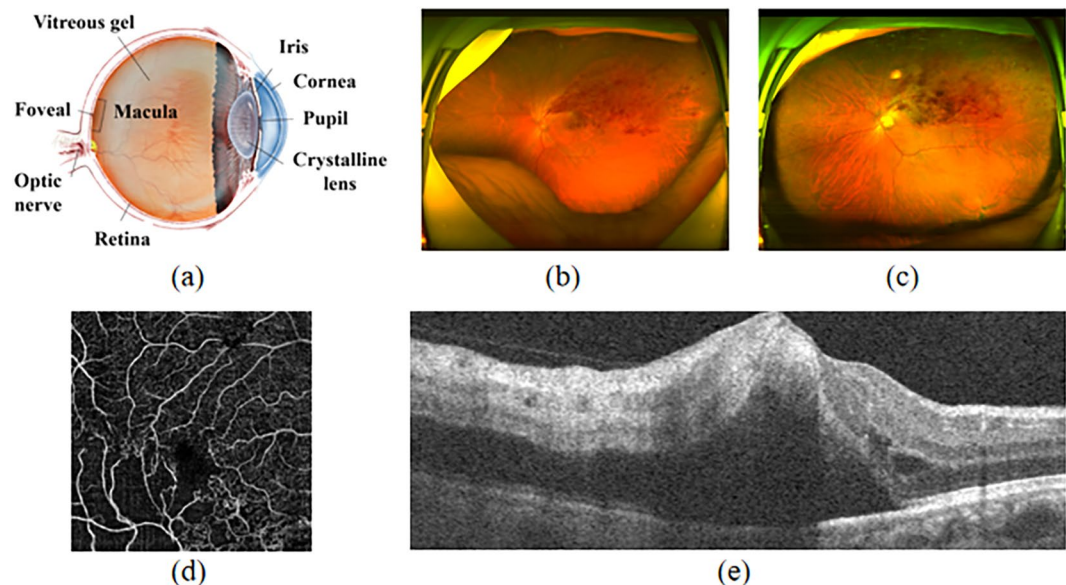 Vitreous gel
Iris
Cornea
Foveal
Macula
Pupil
Optic
nerve
Crystalline
lens
Retina
(a)
(b)
(c)
(d)
(e)